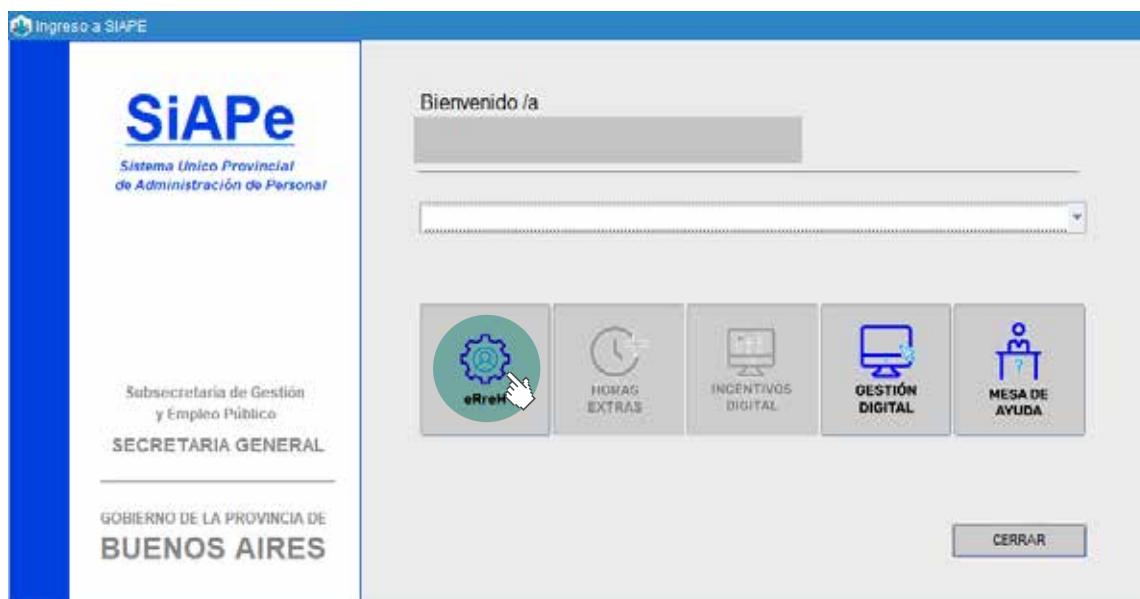 Ingreso a SIAPE
SiAPe
Sistema Unico Provincial
de Administración de Personal
Subsecretaria de Gestión
y Empleo Público
SECRETARIA GENERAL
GOBIERNO DE LA PROVINCIA DE
BUENOS AIRES
Bienvenido /a
eRreH
HORAS
EXTRAS
INCENTIVOS
DIGITAL
GESTIÓN
DIGITAL
MESA DE
AYUDA
CERRAR